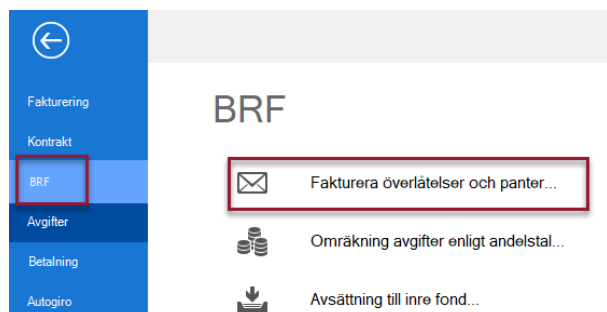 Fakturering
Kontrakt
BRF
Avgifter
Betalning
Autogiro
BRF
Fakturera överlåtelser och panter...
Omräkning avgifter enligt andelstal...
Avsättning till inre fond...